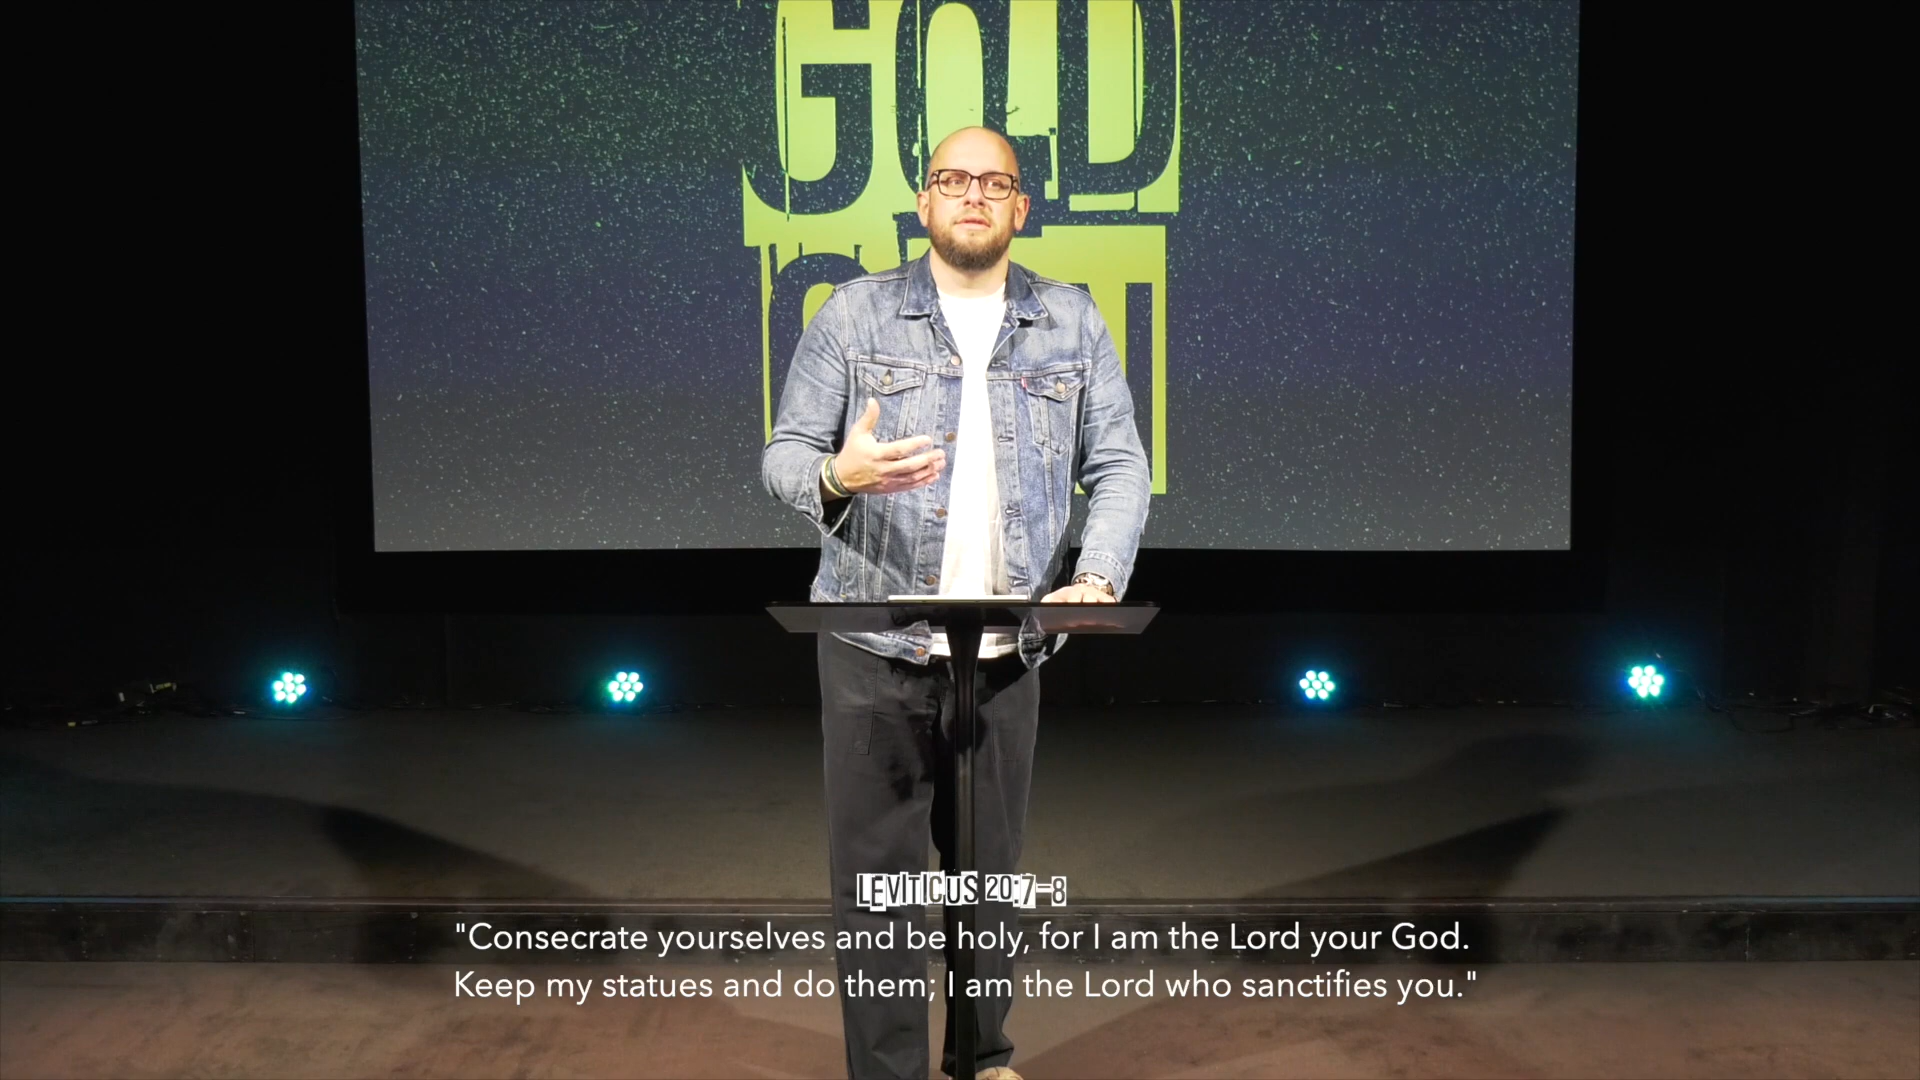 GOLD
LEVITICUS 20:7-8
"Consecrate yourselves and be holy, for I am the Lord your God.
Keep my statues and do them; I am the Lord who sanctifies you."